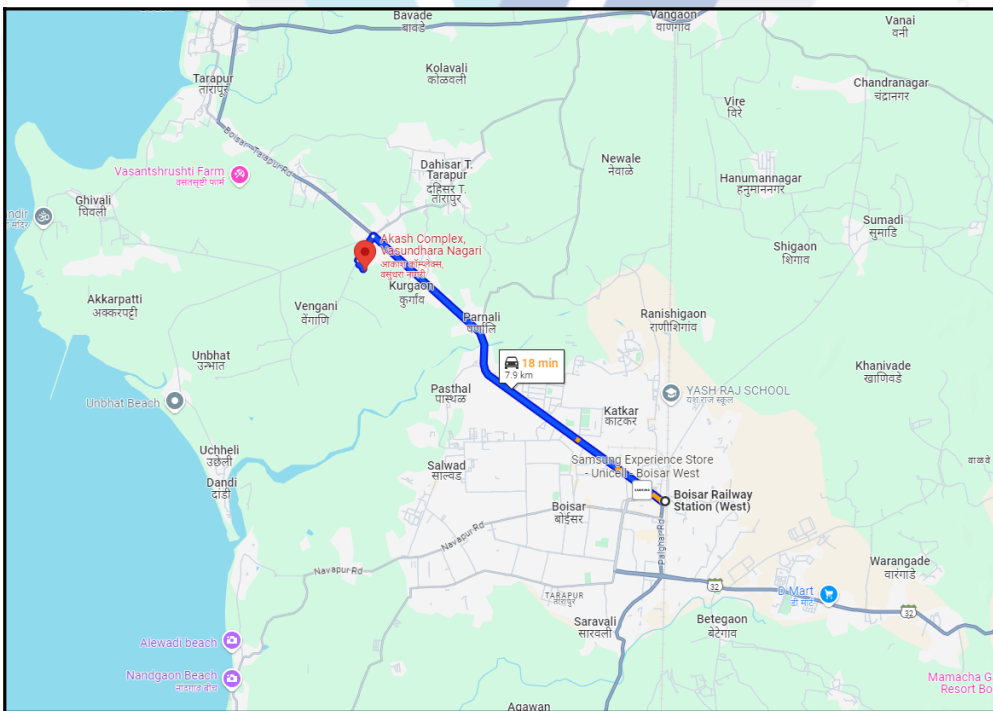 Bavade
बावडे
Vangaon
वाणगाव
Vanai
वनी
Kolavali
कोळवली
Tarapur
तारापूर
Chandranagar
चंद्रानगर
Vire
विरे
Boisar - Tarapur Rd
Dahisar T.
Tarapur
दहिसर T.
तारापुर
Newale
नेवाळे
Vasantshrushti Farm
वसंतसृष्टी फार्म
Hanumannagar
हनुमाननगर
Ghivali
घिवली
Sumadi
सुमाडि
Akash Complex,
Vasundhara Nagari
आकाश कॉम्प्लेक्स,
वसुंधरा नगरी
Shigaon
शिगाव
Kurgaon
कुर्गाव
Akkarpatti
अक्करपट्टी
Vengani
वेंगाणि
Parnali
पर्णालि
Ranishigaon
राणीशिगांव
Unbhat
उन्भात
18 min
7.9 km
Khanivade
खाणिवडे
Pasthal
पास्थळ
YASH RAJ SCHOOL
यश राज स्कूल
Unbhat Beach
Katkar
काटकर
Uchheli
उछेली
Samsung Experience Store
- Unicell- Boisar West
Salwad
साल्वड
Dandi
दांडी
Boisar Railway
Station (West)
Boisar
बोईसर
Navapur Rd
Palghar Rd
Navapur Rd
Warangade
वारंगाडे
32
D Mart
डी मार्ट
TARAPUR
तारापुर
32
Saravali
सारवली
Betegaon
बेटेगाव
Alewadi beach
Nandgaon Beach
नांदगाव बीच
Mamacha G
Resort Bo
Agawan